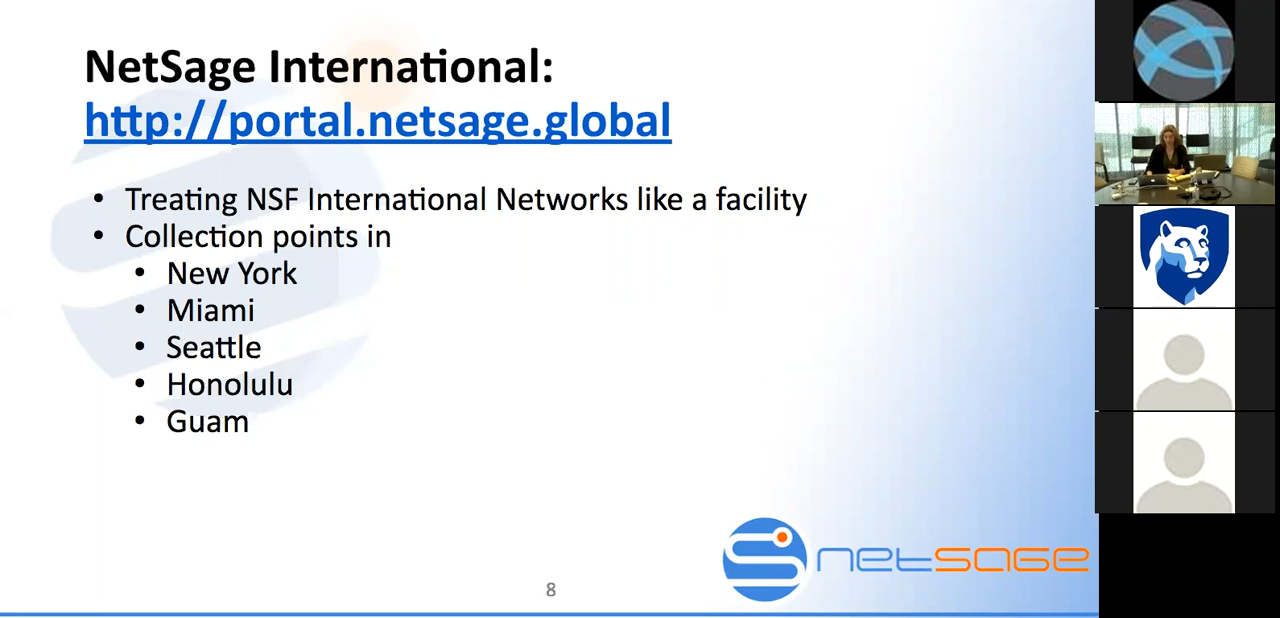 NetSage International:
http://portal.netsage.global
• Treating NSF International Networks like a facility
• Collection points in
• New York
• Miami
• Seattle
• Honolulu
• Guam
netsage
8